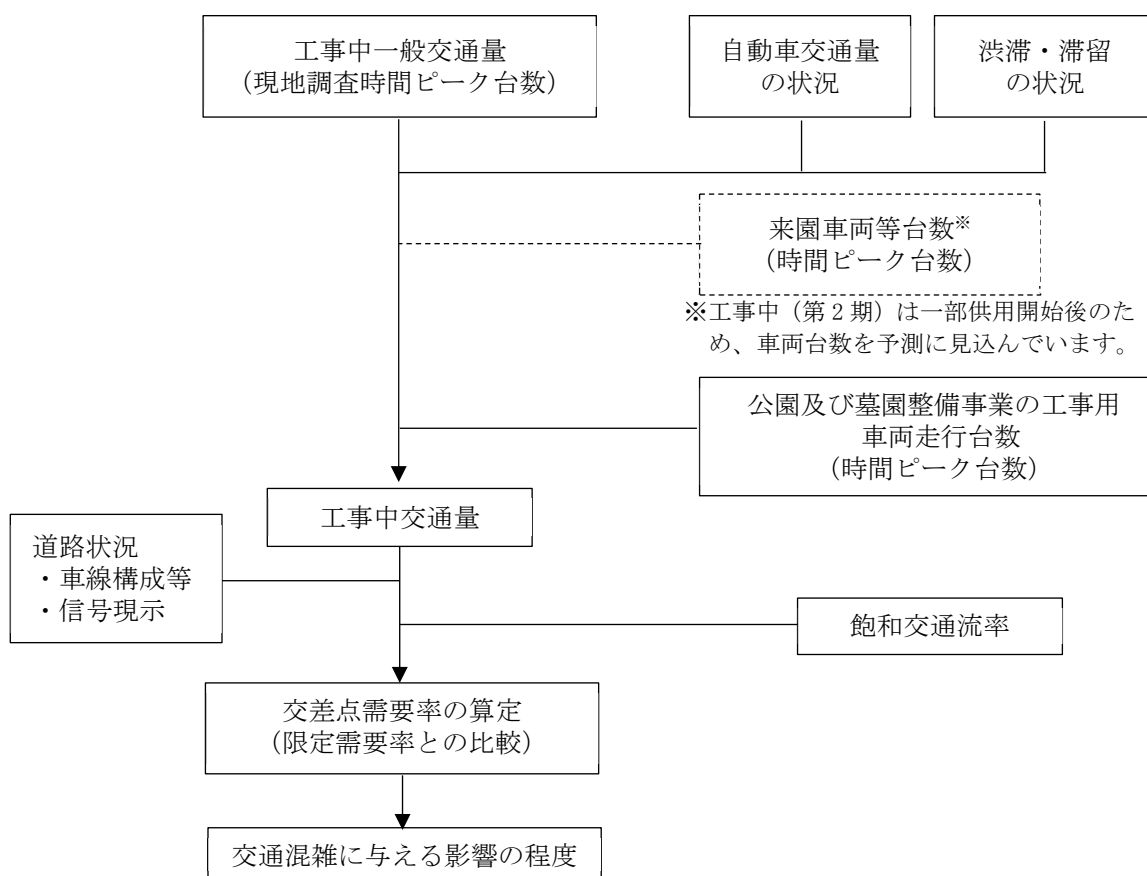 工事中一般交通量
（現地調査時間ピーク台数）
自動車交通量
の状況
渋滞・滞留
の状況
来園車両等台数※
（時間ピーク台数）
※工事中（第２期）は一部供用開始後のた
め、車両台数を予測に見込んでいます。
公園及び墓園整備事業の工事用
車両走行台数
（時間ピーク台数）
工事中交通量
道路状況
・車線構成等
・信号現示
飽和交通流率
交差点需要率の算定
（限定需要率との比較）
交通混雑に与える影響の程度